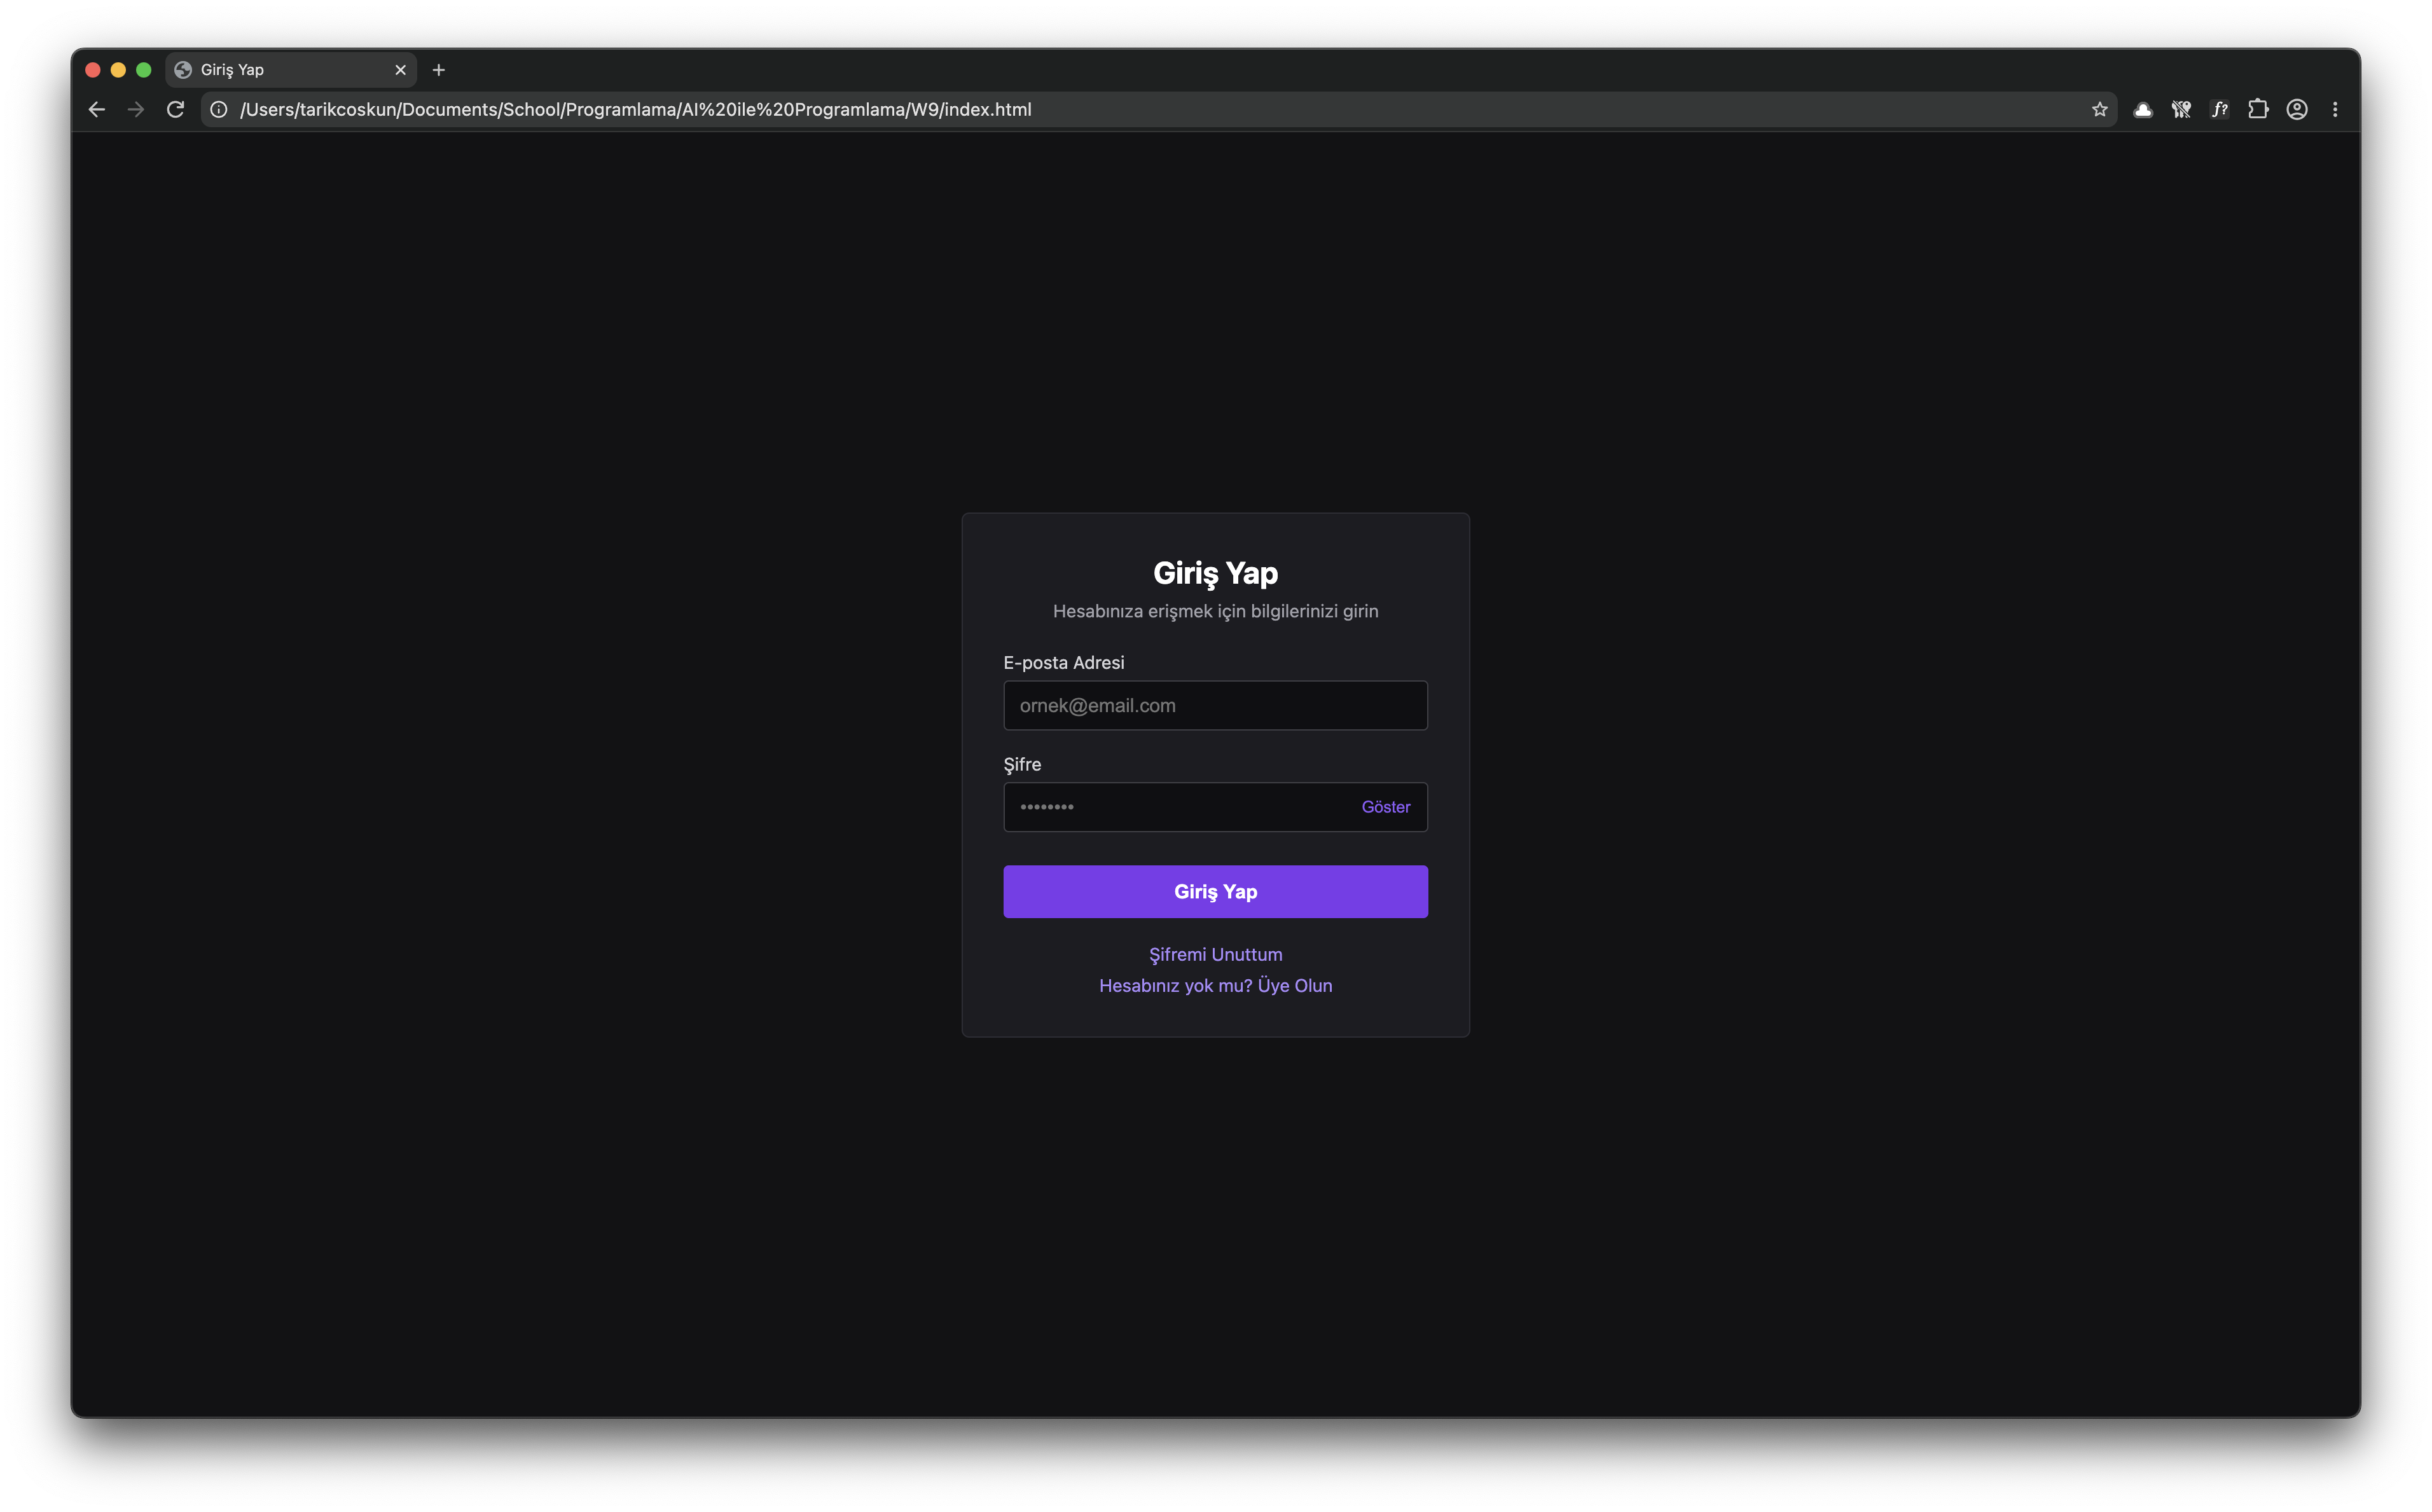 Giriş Yap
/Users/tarikcoskun/Documents/School/Programlama/AI%20ile%20Programlama/W9/index.html
f?
Giriş Yap
Hesabınıza erişmek için bilgilerinizi girin
E-posta Adresi
ornek@email.com
Şifre
••••••••
Göster
Giriş Yap
Şifremi Unuttum
Hesabınız yok mu? Üye Olun